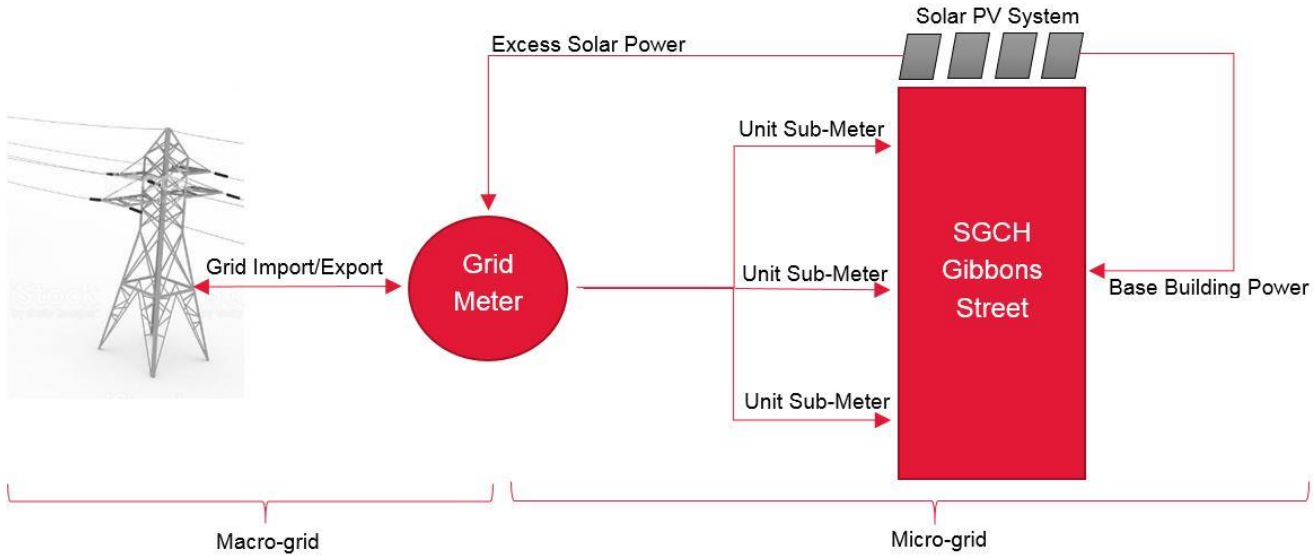 Solar PV System
Excess Solar Power
Unit Sub-Meter
SGCH
Gibbons
Street
Grid
Meter
Grid Import/Export
Unit Sub-Meter
Base Building Power
Unit Sub-Meter
iStock
Macro-grid
Micro-grid